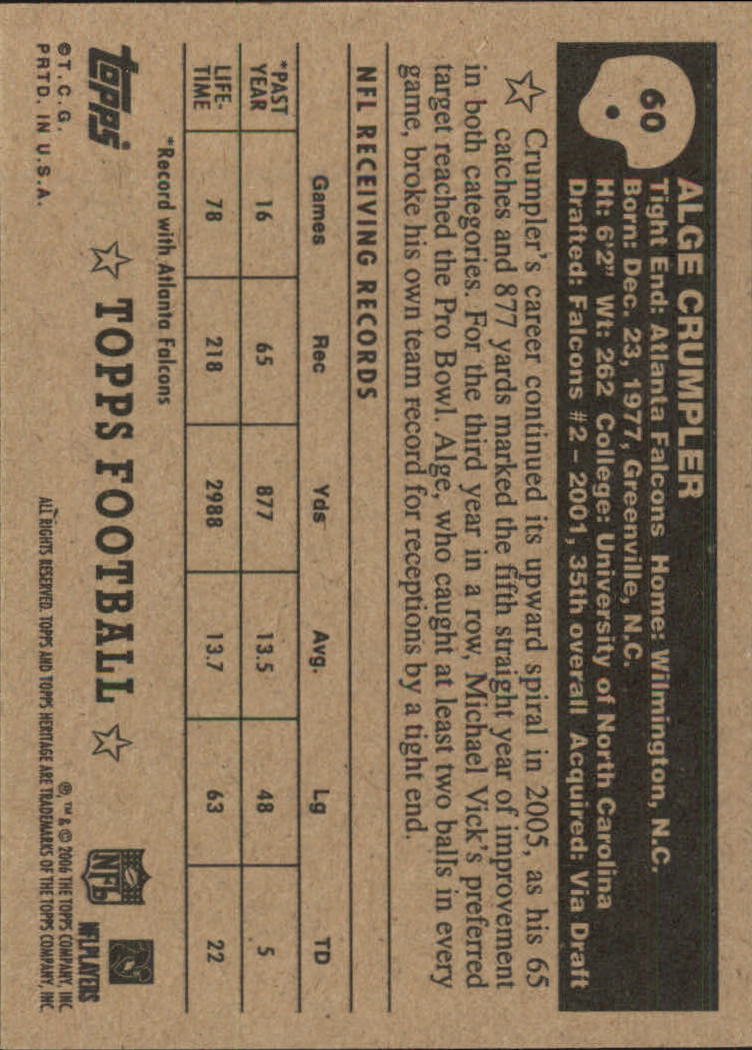 60
ALGE CRUMPLER
Tight End: Atlanta Falcons Home: Wilmington, N.C.
Born: Dec. 23, 1977, Greenville, N.C.
Ht: 6'2" Wt: 262 College: University of North Carolina
Drafted: Falcons #2 – 2001, 35th overall Acquired: Via Draft
Crumpler's career continued its upward spiral in 2005, as his 65
catches and 877 yards marked the fifth straight year of improvement
in both categories. For the third year in a row, Michael Vick's preferred
target reached the Pro Bowl. Alge, who caught at least two balls in every
game, broke his own team record for receptions by a tight end.
NFL RECEIVING RECORDS
Games Rec Yds Avg. Lg TD
*PAST
YEAR 16 65 877 13.5 48 5
LIFE-
TIME 78 218 2988 13.7 63 22
*Record with Atlanta Falcons
topps
☆ TOPPS FOOTBALL ☆
NFL
NFLPLAYERS
©T.C.G.
PRTD. IN U.S.A.
®, ™ & © 2006 THE TOPPS COMPANY, INC.
ALL RIGHTS RESERVED. TOPPS AND TOPPS HERITAGE ARE TRADEMARKS OF THE TOPPS COMPANY, INC.